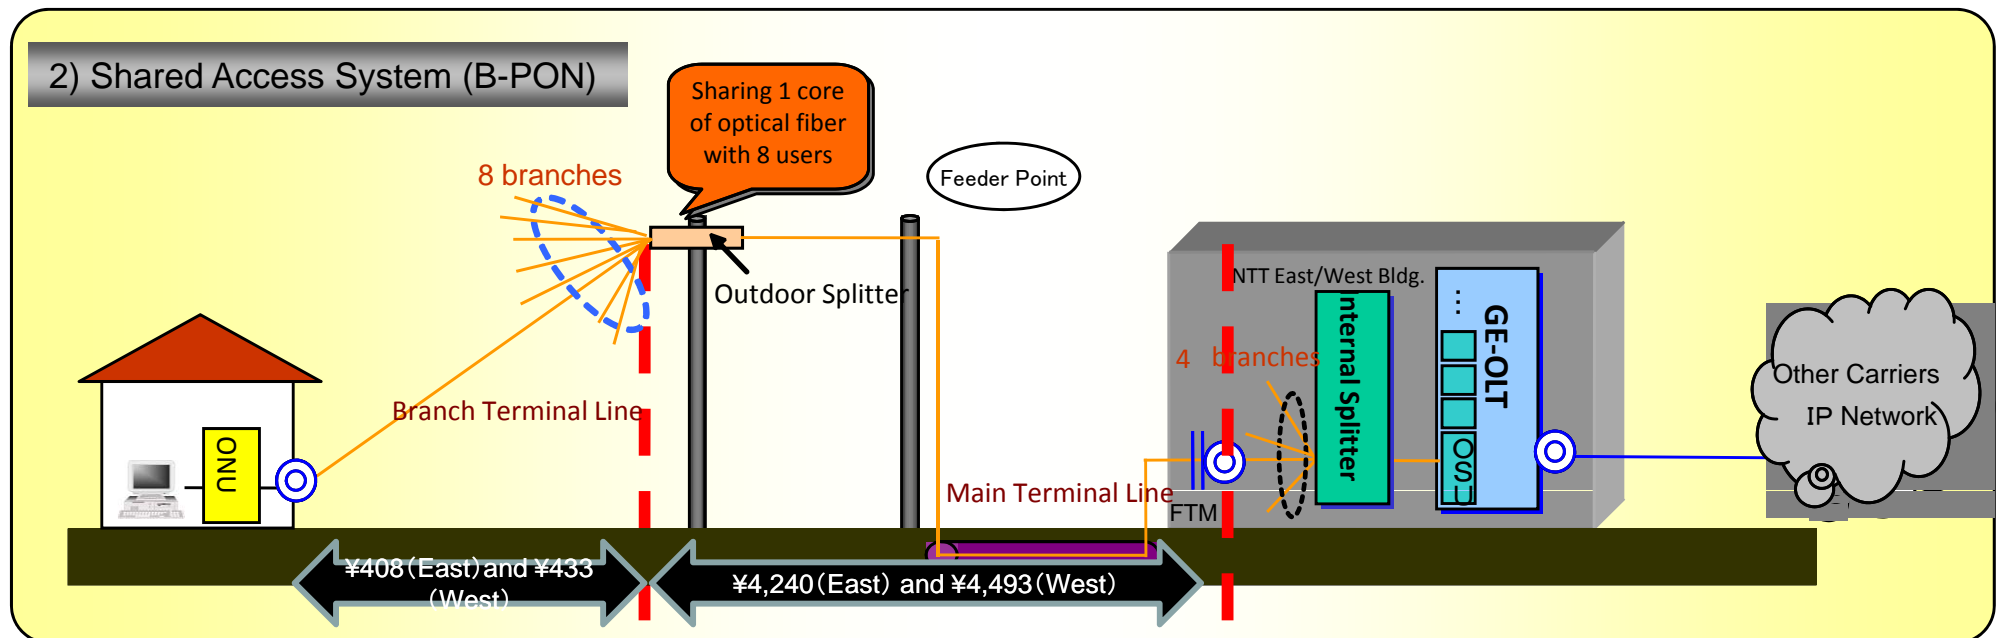 2) Shared Access System (B-PON)
Sharing 1 core
of optical fiber
with 8 users
8 branches
Feeder Point
Outdoor Splitter
NTT East/West Bldg.
Internal Splitter
GE-OLT
...
OSU
4 branches
Other Carriers
IP Network
Branch Terminal Line
ONU
Main Terminal Line
FTM
¥408(East)and ¥433
(West)
¥4,240(East) and ¥4,493(West)